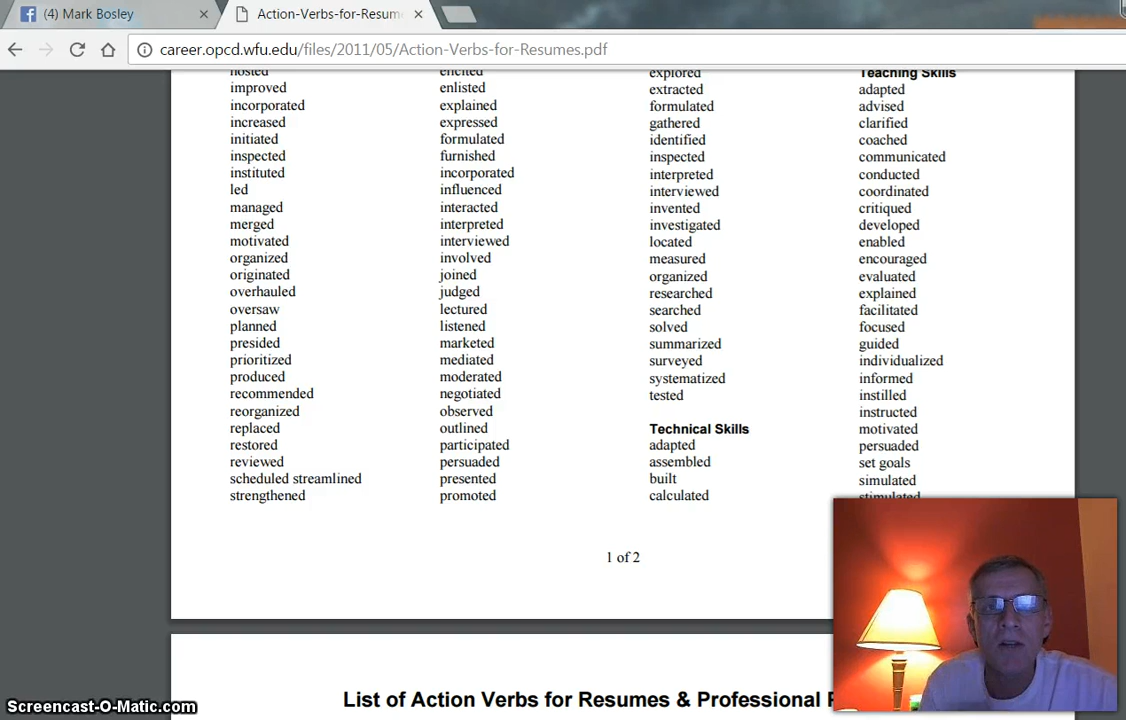 (4) Mark Bosley
Action-Verbs-for-Resum
career.opcd.wfu.edu/files/2011/05/Action-Verbs-for-Resumes.pdf
hosted
improved
incorporated
increased
initiated
inspected
instituted
led
managed
merged
motivated
organized
originated
overhauled
oversaw
planned
presided
prioritized
produced
recommended
reorganized
replaced
restored
reviewed
scheduled streamlined
strengthened
elicited
enlisted
explained
expressed
formulated
furnished
incorporated
influenced
interacted
interpreted
interviewed
involved
joined
judged
lectured
listened
marketed
mediated
moderated
negotiated
observed
outlined
participated
persuaded
presented
promoted
explored
extracted
formulated
gathered
identified
inspected
interpreted
interviewed
invented
investigated
located
measured
organized
researched
searched
solved
summarized
surveyed
systematized
tested
Technical Skills
adapted
assembled
built
calculated
Teaching Skills
adapted
advised
clarified
coached
communicated
conducted
coordinated
critiqued
developed
enabled
encouraged
evaluated
explained
facilitated
focused
guided
individualized
informed
instilled
instructed
motivated
persuaded
set goals
simulated
stimulated
1 of 2
List of Action Verbs for Resumes & Professional
Screencast-O-Matic.com